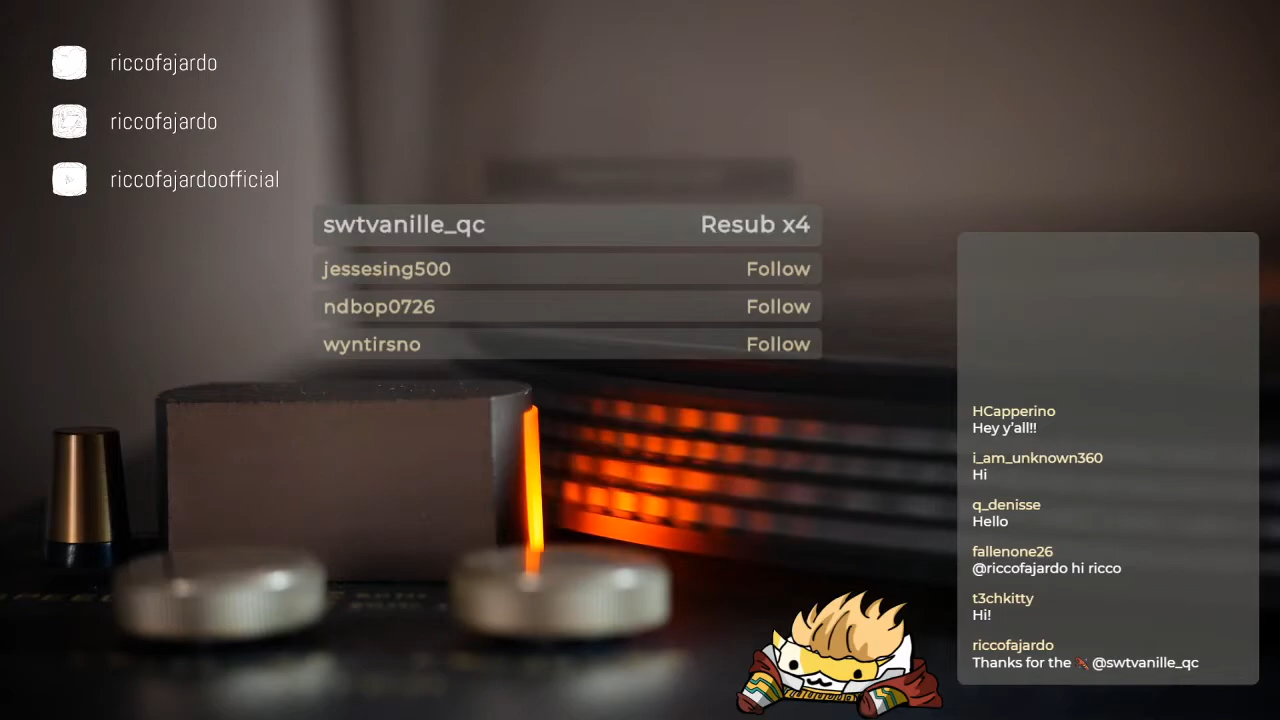 riccofajardo
riccofajardo
riccofajardoofficial
swtvanille_qc Resub x4
jessesing500 Follow
ndbop0726 Follow
wyntirsno Follow
HCapperino
Hey y'all!!
i_am_unknown360
Hi
q_denisse
Hello
fallenone26
@riccofajardo hi ricco
t3chkitty
Hi!
riccofajardo
Thanks for the @swtvanille_qc